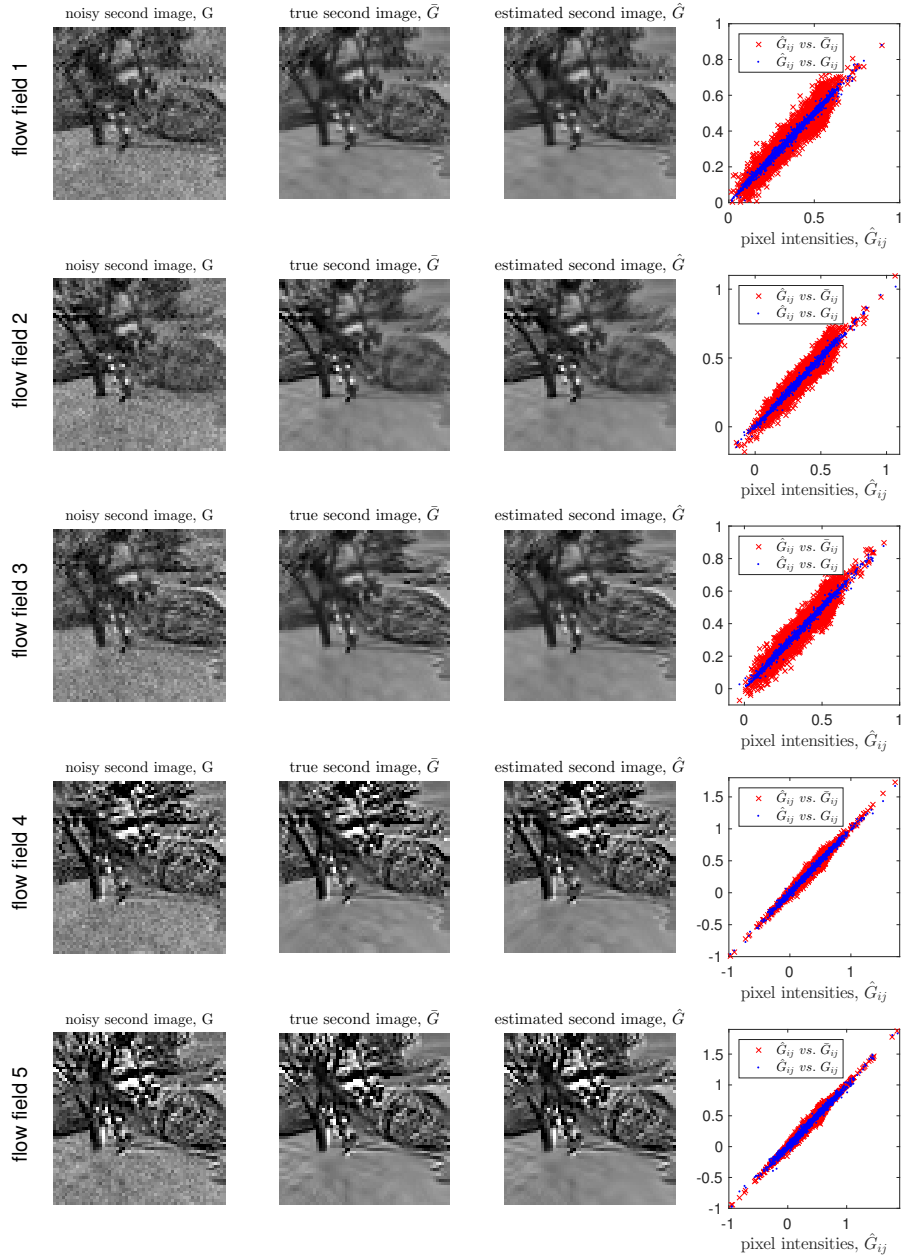 noisy second image, G
true second image, Ḡ
estimated second image, Ĝ
flow field 1
Ĝij vs. Ḡij
Ĝij vs. Gij
1
0.8
0.6
0.4
0.2
0
0 0.5 1
pixel intensities, Ĝij
noisy second image, G
true second image, Ḡ
estimated second image, Ĝ
flow field 2
Ĝij vs. Ḡij
Ĝij vs. Gij
1
0.5
0
0 0.5 1
pixel intensities, Ĝij
noisy second image, G
true second image, Ḡ
estimated second image, Ĝ
flow field 3
Ĝij vs. Ḡij
Ĝij vs. Gij
1
0.8
0.6
0.4
0.2
0
0 0.5 1
pixel intensities, Ĝij
noisy second image, G
true second image, Ḡ
estimated second image, Ĝ
flow field 4
Ĝij vs. Ḡij
Ĝij vs. Gij
1.5
1
0.5
0
-0.5
-1
-1 0 1
pixel intensities, Ĝij
noisy second image, G
true second image, Ḡ
estimated second image, Ĝ
flow field 5
Ĝij vs. Ḡij
Ĝij vs. Gij
1.5
1
0.5
0
-0.5
-1
-1 0 1
pixel intensities, Ĝij